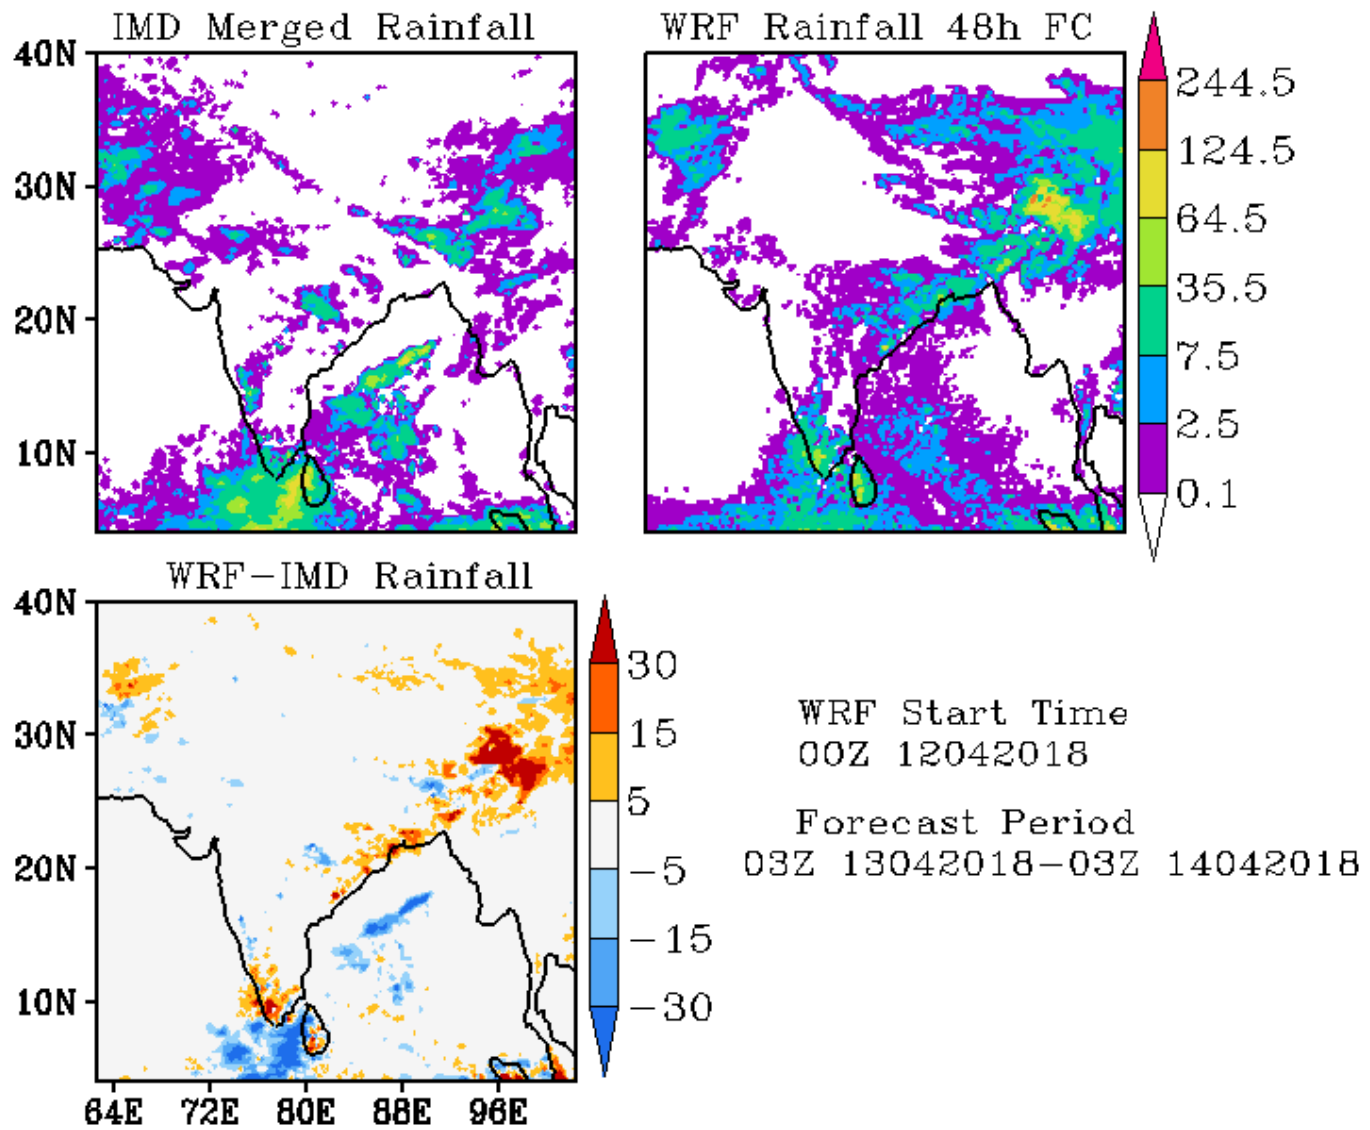 IMD Merged Rainfall
WRF Rainfall 48h FC
40N
30N
20N
10N
244.5
124.5
64.5
35.5
7.5
2.5
0.1
WRF-IMD Rainfall
40N
30N
20N
10N
64E 72E 80E 88E 96E
30
15
5
-5
-15
-30
WRF Start Time
00Z 12042018
Forecast Period
03Z 13042018-03Z 14042018